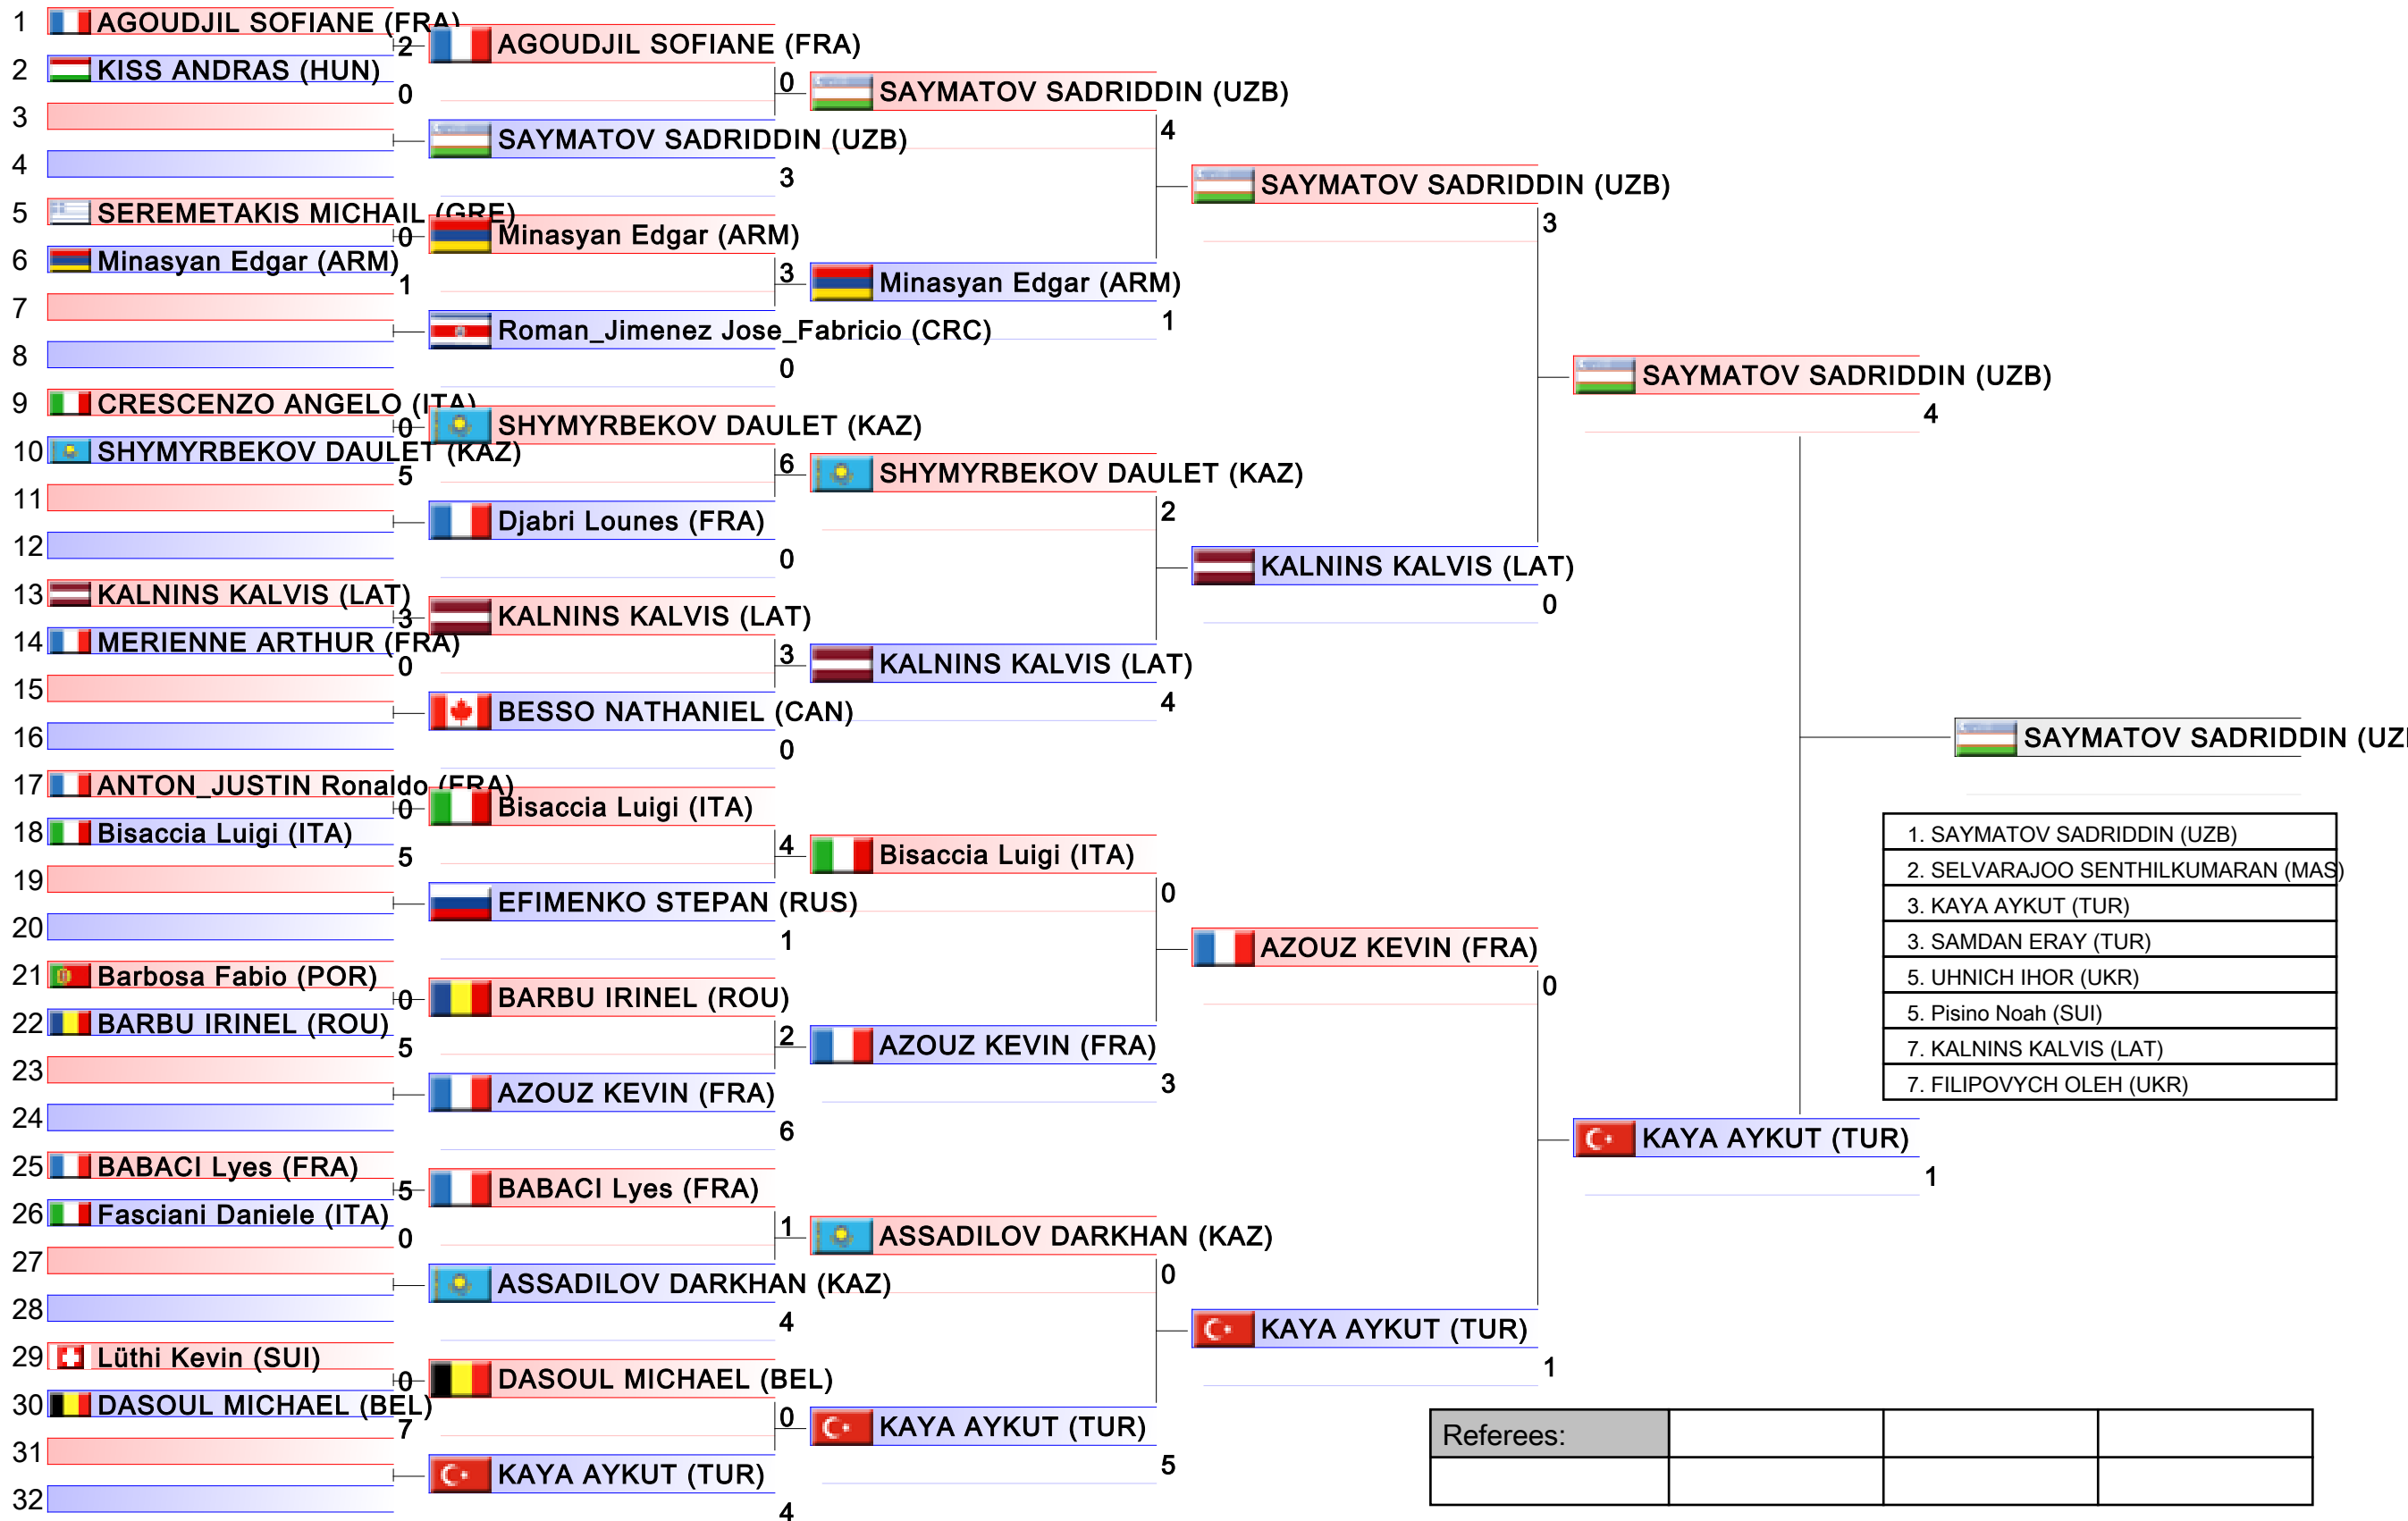 1 AGOUDJIL SOFIANE (FRA)
2
2 KISS ANDRAS (HUN)
0
3
4
5 SEREMETAKIS MICHAIL (GRE)
0
6 Minasyan Edgar (ARM)
1
7
8
9 CRESCENZO ANGELO (ITA)
0
10 SHYMYRBEKOV DAULET (KAZ)
5
11
12
13 KALNINS KALVIS (LAT)
3
14 MERIENNE ARTHUR (FRA)
0
15
16
17 ANTON_JUSTIN Ronaldo (FRA)
0
18 Bisaccia Luigi (ITA)
5
19
20
21 Barbosa Fabio (POR)
0
22 BARBU IRINEL (ROU)
5
23
24
25 BABACI Lyes (FRA)
5
26 Fasciani Daniele (ITA)
0
27
28
29 Lüthi Kevin (SUI)
0
30 DASOUL MICHAEL (BEL)
7
31
32
AGOUDJIL SOFIANE (FRA)
0
SAYMATOV SADRIDDIN (UZB)
3
Minasyan Edgar (ARM)
3
Roman_Jimenez Jose_Fabricio (CRC)
0
SHYMYRBEKOV DAULET (KAZ)
6
Djabri Lounes (FRA)
0
KALNINS KALVIS (LAT)
3
BESSO NATHANIEL (CAN)
0
Bisaccia Luigi (ITA)
4
EFIMENKO STEPAN (RUS)
1
BARBU IRINEL (ROU)
2
AZOUZ KEVIN (FRA)
6
BABACI Lyes (FRA)
1
ASSADILOV DARKHAN (KAZ)
4
DASOUL MICHAEL (BEL)
0
KAYA AYKUT (TUR)
4
SAYMATOV SADRIDDIN (UZB)
4
Minasyan Edgar (ARM)
1
SHYMYRBEKOV DAULET (KAZ)
2
KALNINS KALVIS (LAT)
4
Bisaccia Luigi (ITA)
0
AZOUZ KEVIN (FRA)
3
ASSADILOV DARKHAN (KAZ)
0
KAYA AYKUT (TUR)
5
SAYMATOV SADRIDDIN (UZB)
3
KALNINS KALVIS (LAT)
0
AZOUZ KEVIN (FRA)
0
KAYA AYKUT (TUR)
1
SAYMATOV SADRIDDIN (UZB)
4
KAYA AYKUT (TUR)
1
SAYMATOV SADRIDDIN (UZ
1. SAYMATOV SADRIDDIN (UZB)
2. SELVARAJOO SENTHILKUMARAN (MAS)
3. KAYA AYKUT (TUR)
3. SAMDAN ERAY (TUR)
5. UHNICH IHOR (UKR)
5. Pisino Noah (SUI)
7. KALNINS KALVIS (LAT)
7. FILIPOVYCH OLEH (UKR)
Referees: